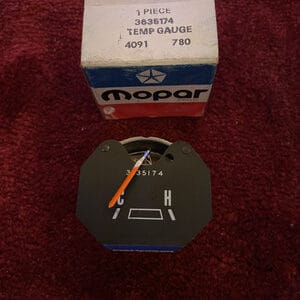 1 PIECE
3635174
TEMP GAUGE
4091 780
Mopar
3635174
C H